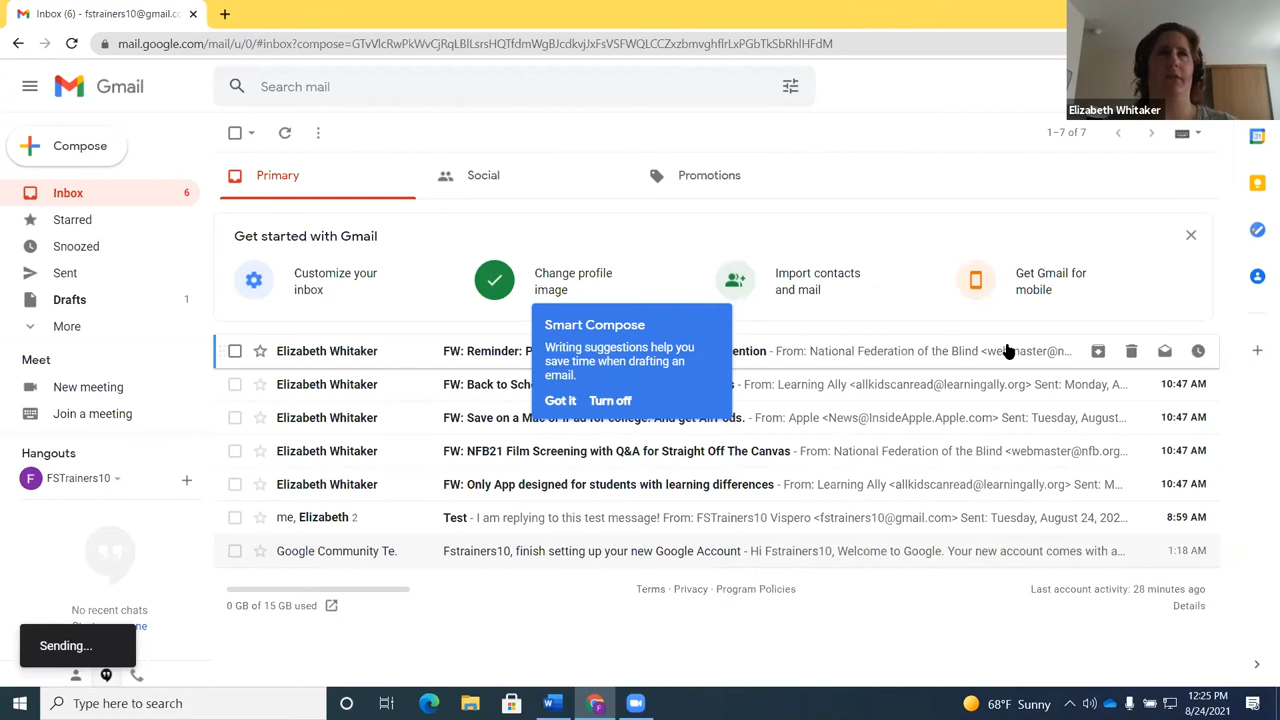 Inbox (6) - fstrainers10@gmail.cc
mail.google.com/mail/u/0/#inbox?compose=GTvVlcRwPkWvCjRqLBlLsrsHQTfdmWgBJcdkvjJxFsVSFWQLCCZxzbmvghflrLxPGbTkSbRhlHFdM
Elizabeth Whitaker
Gmail
Search mail
Compose
1–7 of 7
Inbox 6
Starred
Snoozed
Sent
Drafts 1
More
Primary
Social
Promotions
Get started with Gmail
Customize your
inbox
Change profile
image
Import contacts
and mail
Get Gmail for
mobile
Smart Compose
Writing suggestions help you
save time when drafting an
email.
Got it Turn off
Elizabeth Whitaker FW: Reminder: P ention - From: National Federation of the Blind <webmaster@n...
Elizabeth Whitaker FW: Back to Sch s - From: Learning Ally <allkidscanread@learningally.org> Sent: Monday, A... 10:47 AM
Elizabeth Whitaker FW: Save on a Mac or iPad for college. And get AirPods. - From: Apple <News@InsideApple.Apple.com> Sent: Tuesday, August... 10:47 AM
Elizabeth Whitaker FW: NFB21 Film Screening with Q&A for Straight Off The Canvas - From: National Federation of the Blind <webmaster@nfb.org... 10:47 AM
Elizabeth Whitaker FW: Only App designed for students with learning differences - From: Learning Ally <allkidscanread@learningally.org> Sent: M... 10:47 AM
me, Elizabeth 2 Test - I am replying to this test message! From: FSTrainers10 Vispero <fstrainers10@gmail.com> Sent: Tuesday, August 24, 202... 8:59 AM
Google Community Te. Fstrainers10, finish setting up your new Google Account - Hi Fstrainers10, Welcome to Google. Your new account comes with a... 1:18 AM
Meet
New meeting
Join a meeting
Hangouts
F FSTrainers10
No recent chats
0 GB of 15 GB used
Terms · Privacy · Program Policies
Last account activity: 28 minutes ago
Details
Sending...
Type here to search
68°F Sunny
12:25 PM
8/24/2021